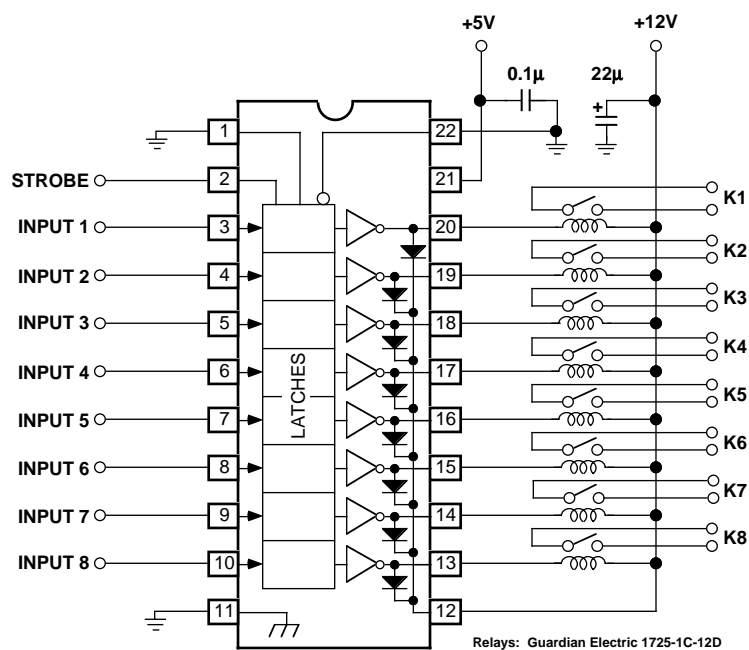 +5V +12V
0.1μ 22μ
+
1 22
STROBE 2 21
INPUT 1 3 20 K1
INPUT 2 4 19 K2
INPUT 3 5 18 K3
INPUT 4 6 17 K4
LATCHES
INPUT 5 7 16 K5
INPUT 6 8 15 K6
INPUT 7 9 14 K7
INPUT 8 10 13 K8
11 12
Relays: Guardian Electric 1725-1C-12D